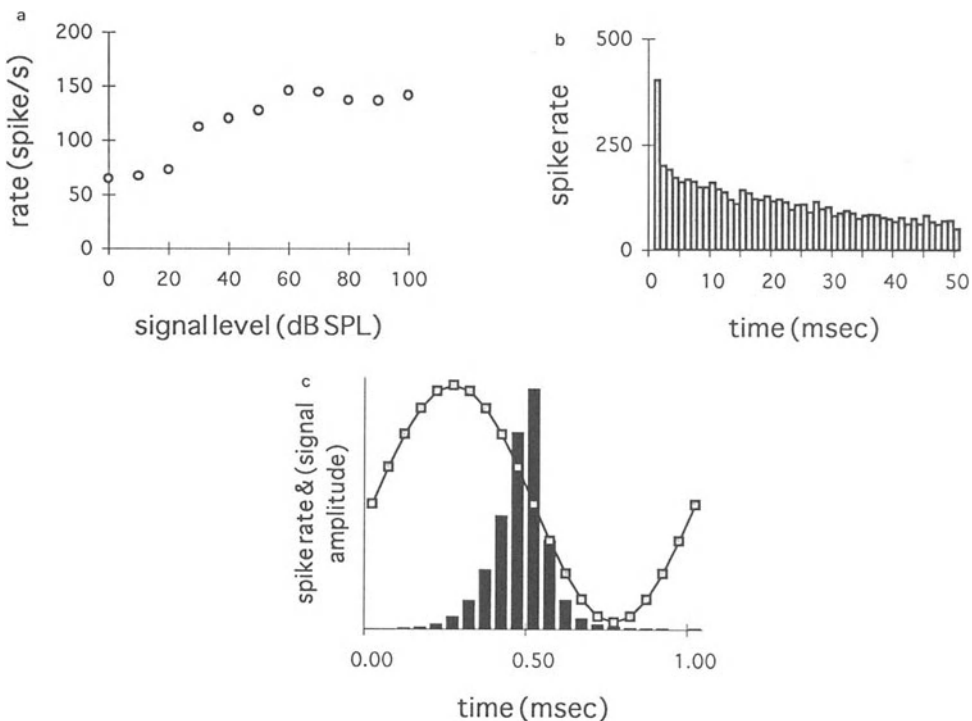 a
200
150
100
50
0
rate (spike/s)
0 20 40 60 80 100
signal level (dB SPL)
b
500
250
0
spike rate
0 10 20 30 40 50
time (msec)
c
spike rate & (signal
amplitude)
0.00 0.50 1.00
time (msec)